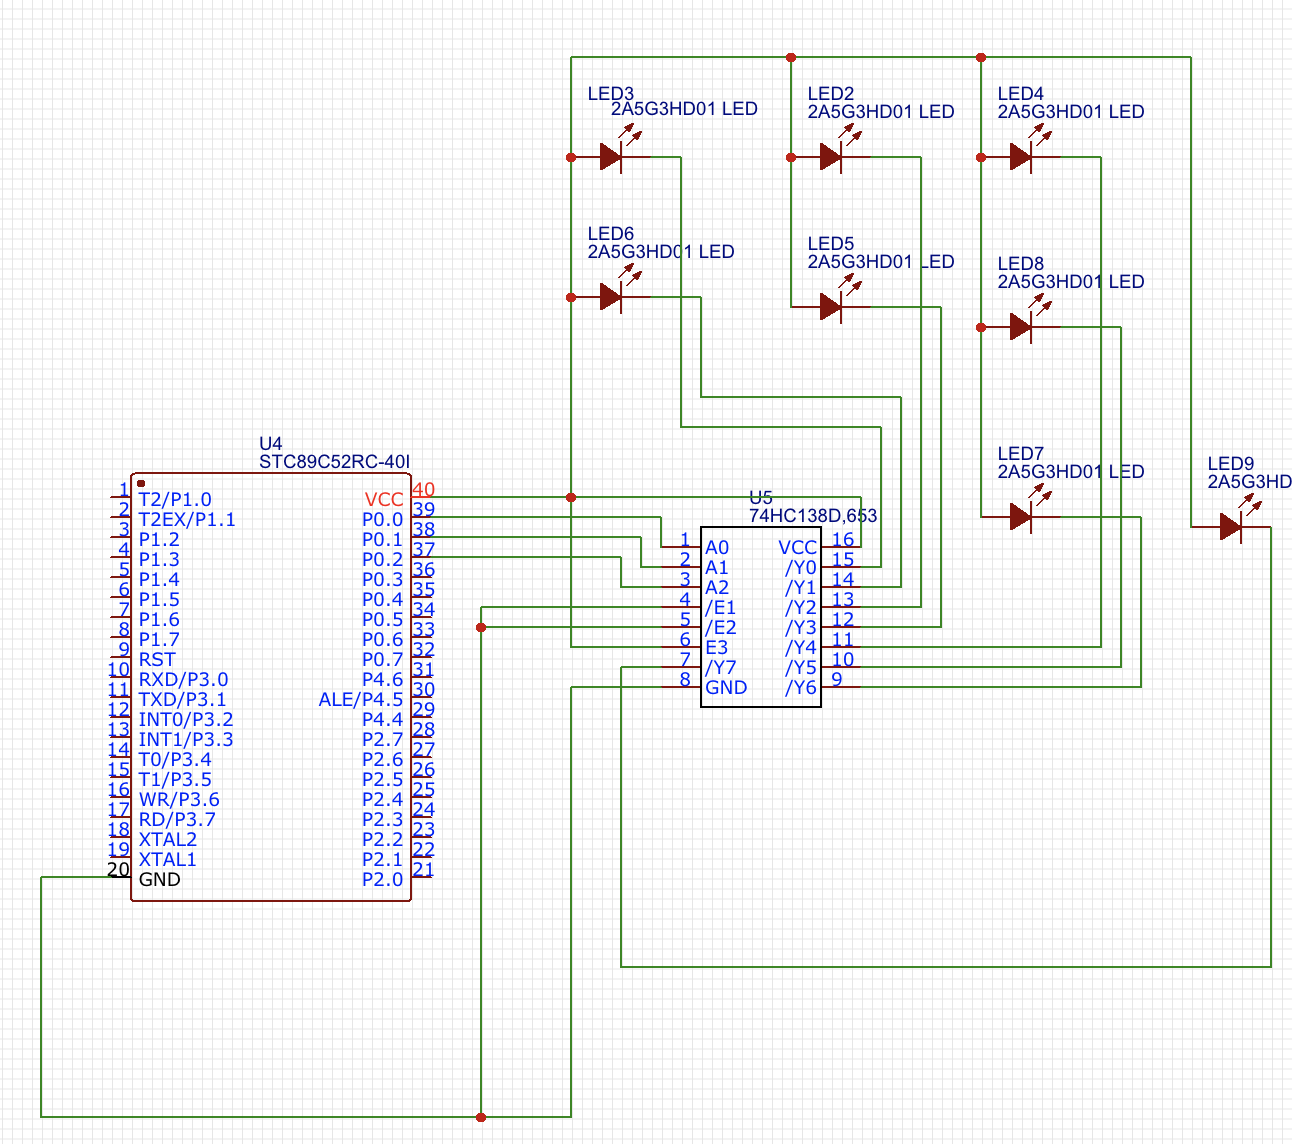 LED3
2A5G3HD01 LED
LED2
2A5G3HD01 LED
LED4
2A5G3HD01 LED
LED6
2A5G3HD01 LED
LED5
2A5G3HD01 LED
LED8
2A5G3HD01 LED
LED7
2A5G3HD01 LED
LED9
2A5G3HD
U4
STC89C52RC-40I
1 T2/P1.0 VCC 40
2 T2EX/P1.1 P0.0 39
3 P1.2 P0.1 38
4 P1.3 P0.2 37
5 P1.4 P0.3 36
6 P1.5 P0.4 35
7 P1.6 P0.5 34
8 P1.7 P0.6 33
9 RST P0.7 32
10 RXD/P3.0 P4.6 31
11 TXD/P3.1 ALE/P4.5 30
12 INT0/P3.2 P4.4 29
13 INT1/P3.3 P2.7 28
14 T0/P3.4 P2.6 27
15 T1/P3.5 P2.5 26
16 WR/P3.6 P2.4 25
17 RD/P3.7 P2.3 24
18 XTAL2 P2.2 23
19 XTAL1 P2.1 22
20 GND P2.0 21
U5
74HC138D,653
1 A0 VCC 16
2 A1 /Y0 15
3 A2 /Y1 14
4 /E1 /Y2 13
5 /E2 /Y3 12
6 E3 /Y4 11
7 /Y7 /Y5 10
8 GND /Y6 9